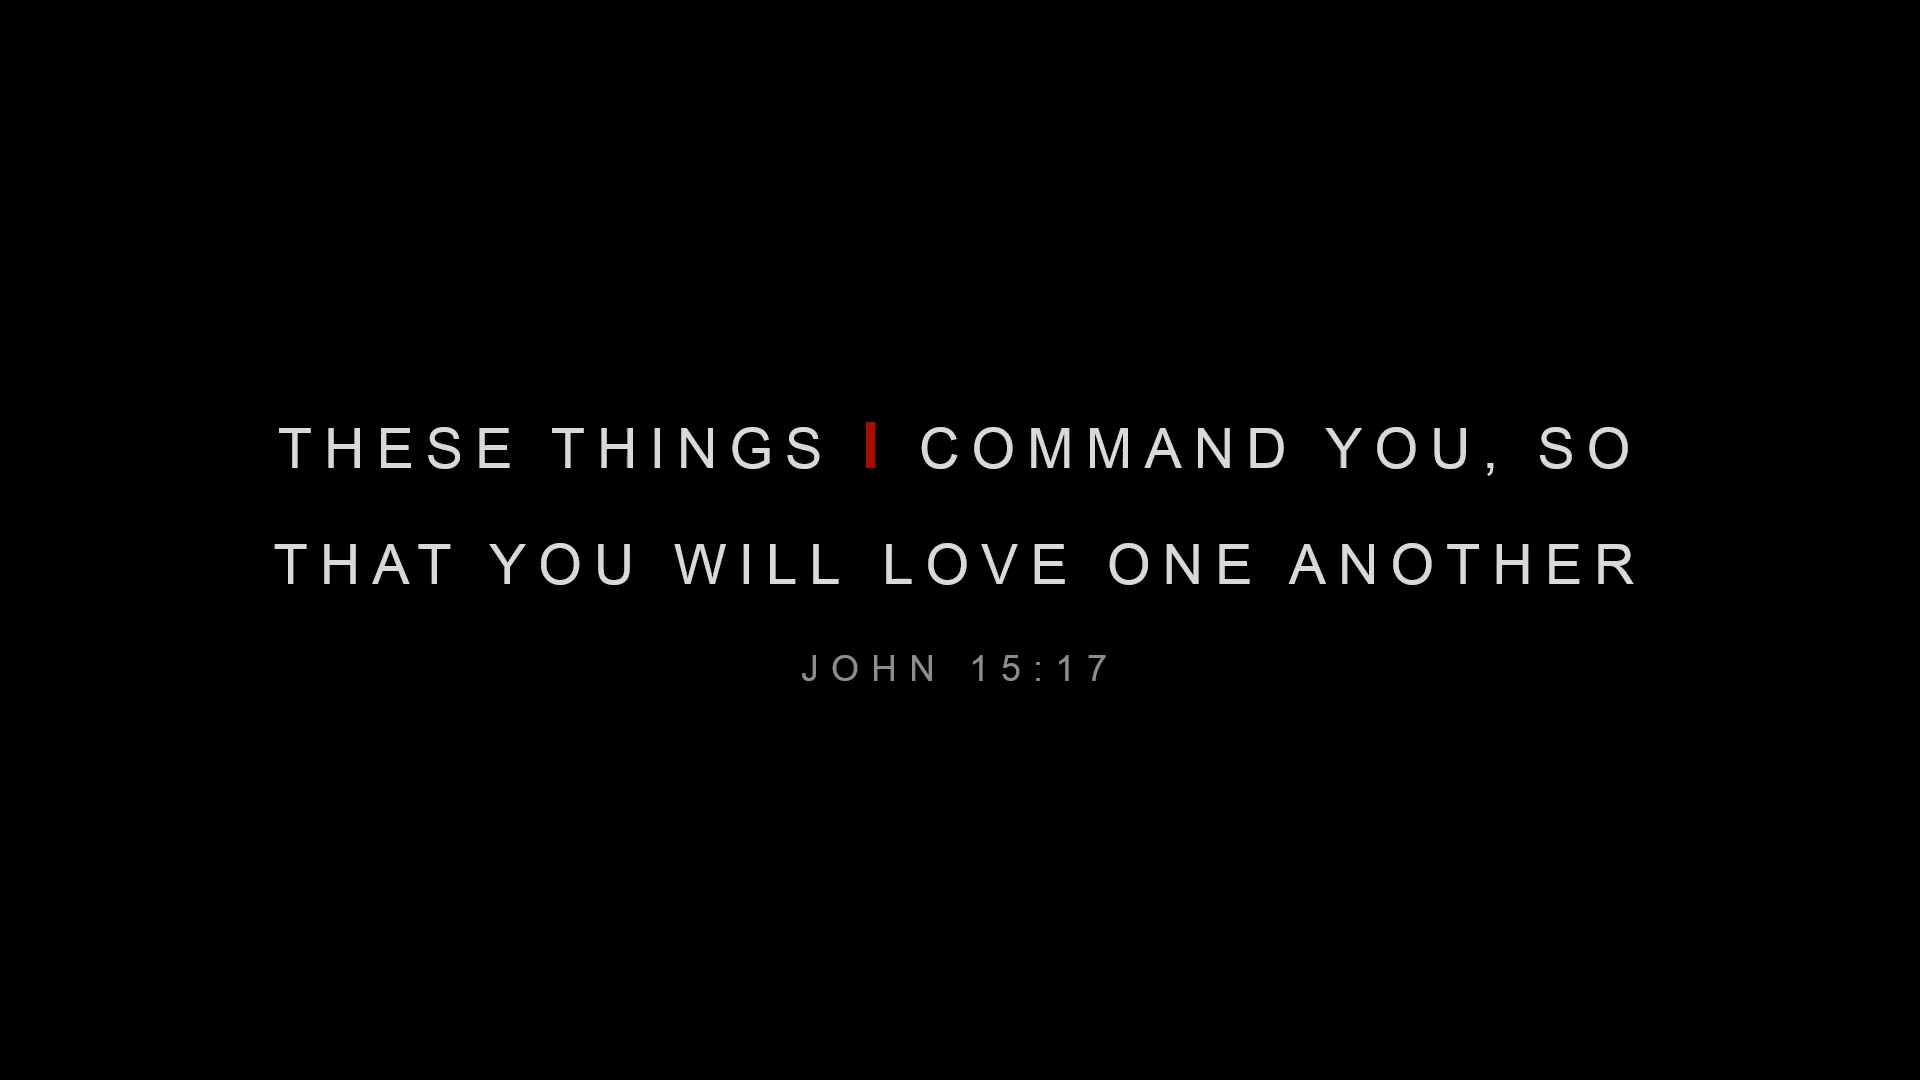 THESE THINGS I COMMAND YOU, SO
THAT YOU WILL LOVE ONE ANOTHER
JOHN 15:17